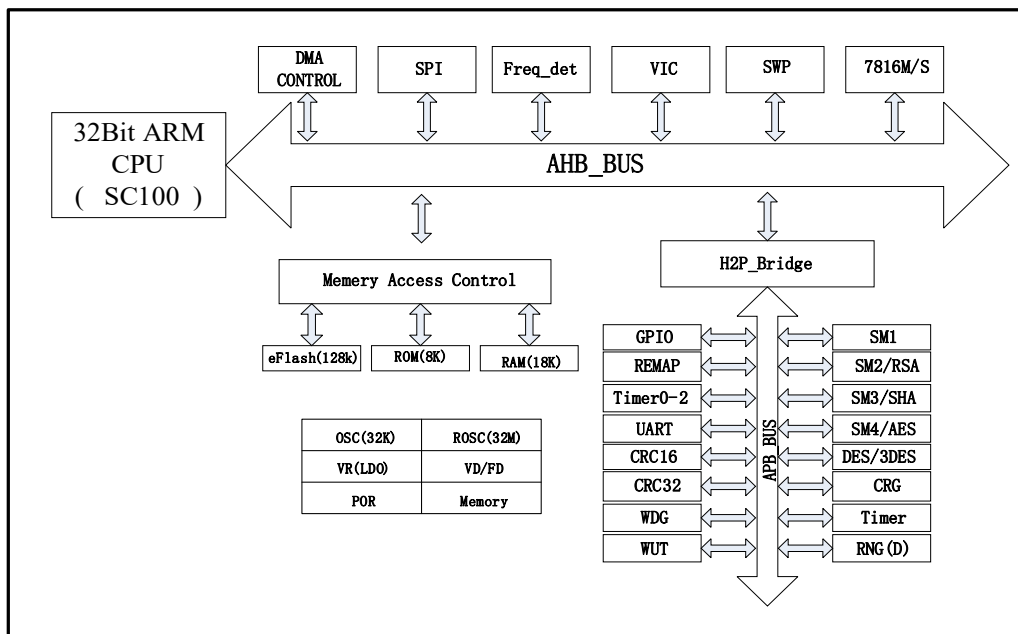 DMA
CONTROL
SPI
Freq_det
VIC
SWP
7816M/S
32Bit ARM
CPU
( SC100 )
AHB_BUS
Memery Access Control
H2P_Bridge
eFlash(128k)
ROM(8K)
RAM(18K)
GPIO
SM1
REMAP
SM2/RSA
Timer0-2
SM3/SHA
UART
SM4/AES
CRC16
DES/3DES
CRC32
CRG
WDG
Timer
WUT
RNG(D)
APB_BUS
OSC(32K)
ROSC(32M)
VR(LDO)
VD/FD
POR
Memory